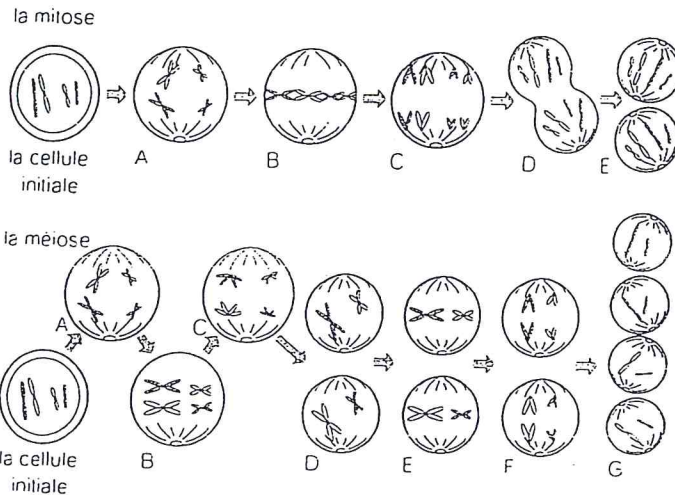 la mitose
la cellule
initiale
A
B
C
D
E
la méiose
A
C
la cellule
initiale
B
D
E
F
G